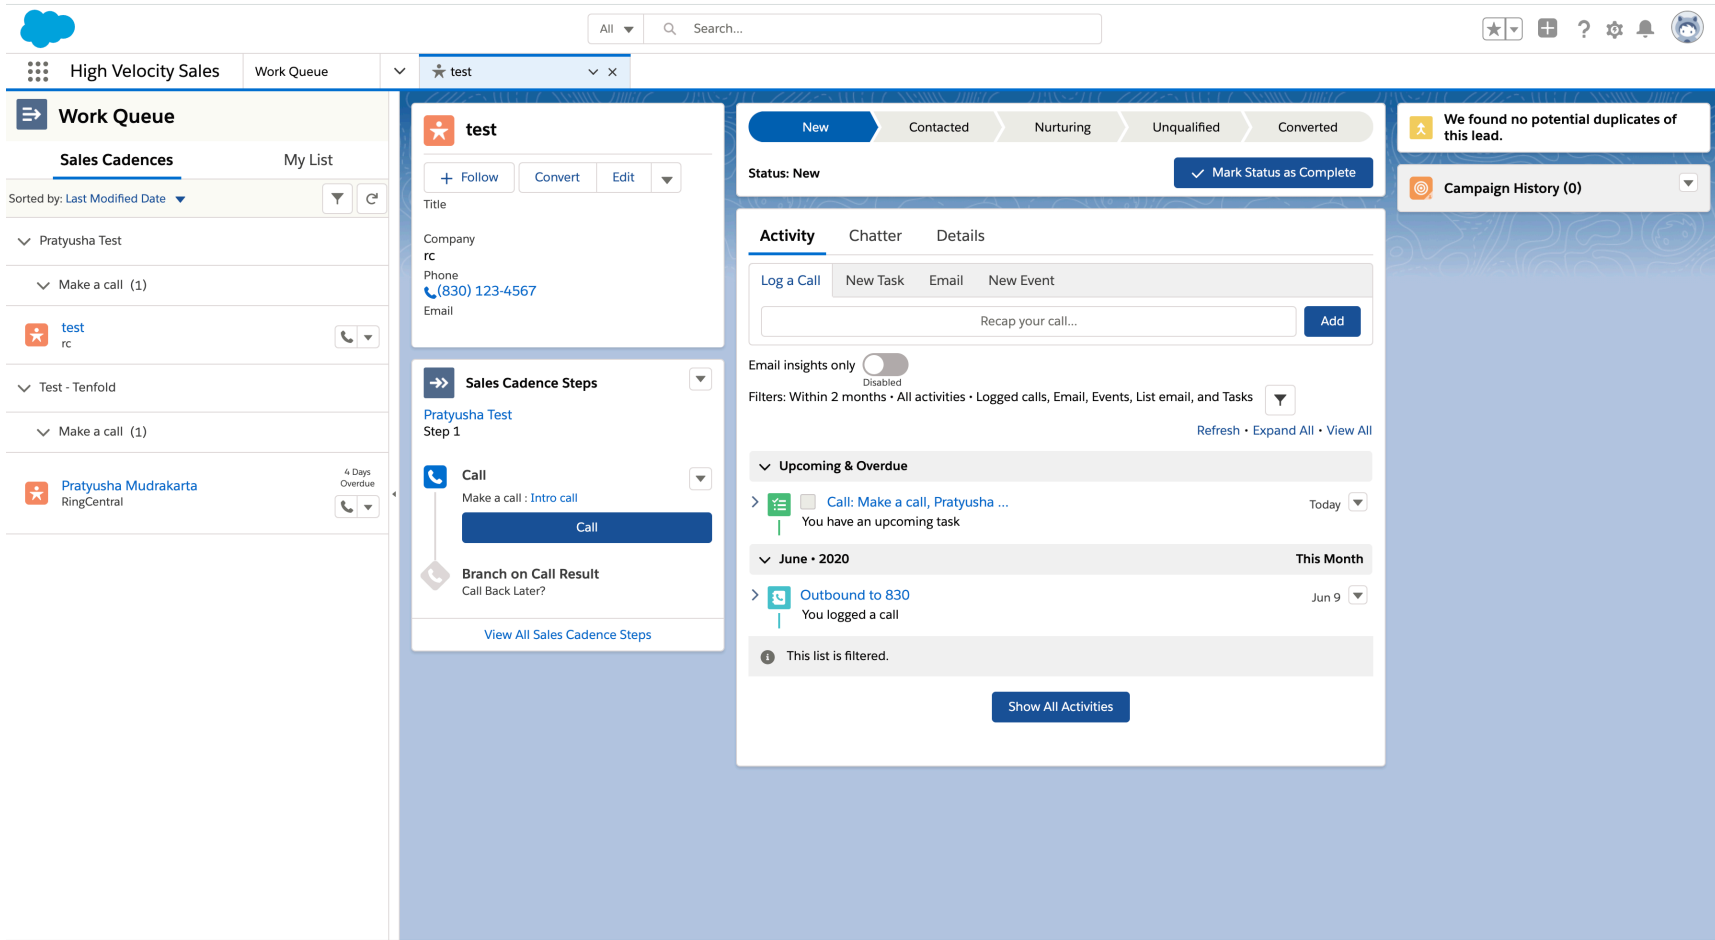 All
Search...
High Velocity Sales
Work Queue
test
Work Queue
Sales Cadences
My List
Sorted by: Last Modified Date
Pratyusha Test
Make a call (1)
test
rc
Test - Tenfold
Make a call (1)
Pratyusha Mudrakarta
RingCentral
4 Days
Overdue
test
Follow
Convert
Edit
Title
Company
rc
Phone
(830) 123-4567
Email
Sales Cadence Steps
Pratyusha Test
Step 1
Call
Make a call : Intro call
Call
Branch on Call Result
Call Back Later?
View All Sales Cadence Steps
New
Contacted
Nurturing
Unqualified
Converted
Status: New
Mark Status as Complete
Activity
Chatter
Details
Log a Call
New Task
Email
New Event
Recap your call...
Add
Email insights only
Disabled
Filters: Within 2 months • All activities • Logged calls, Email, Events, List email, and Tasks
Refresh • Expand All • View All
Upcoming & Overdue
Call: Make a call, Pratyusha ...
Today
You have an upcoming task
June • 2020
This Month
Outbound to 830
Jun 9
You logged a call
This list is filtered.
Show All Activities
We found no potential duplicates of
this lead.
Campaign History (0)